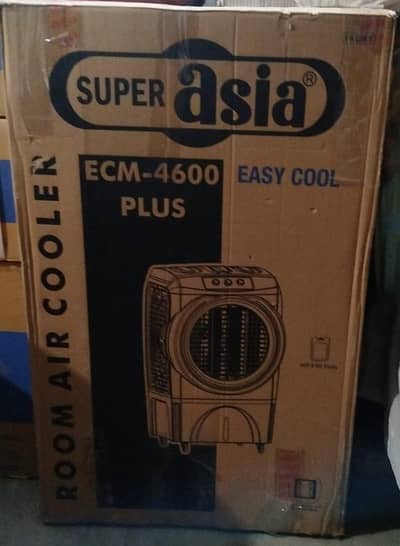 SUPER asia®
ECM-4600
PLUS
EASY COOL
ROOM AIR COOLER